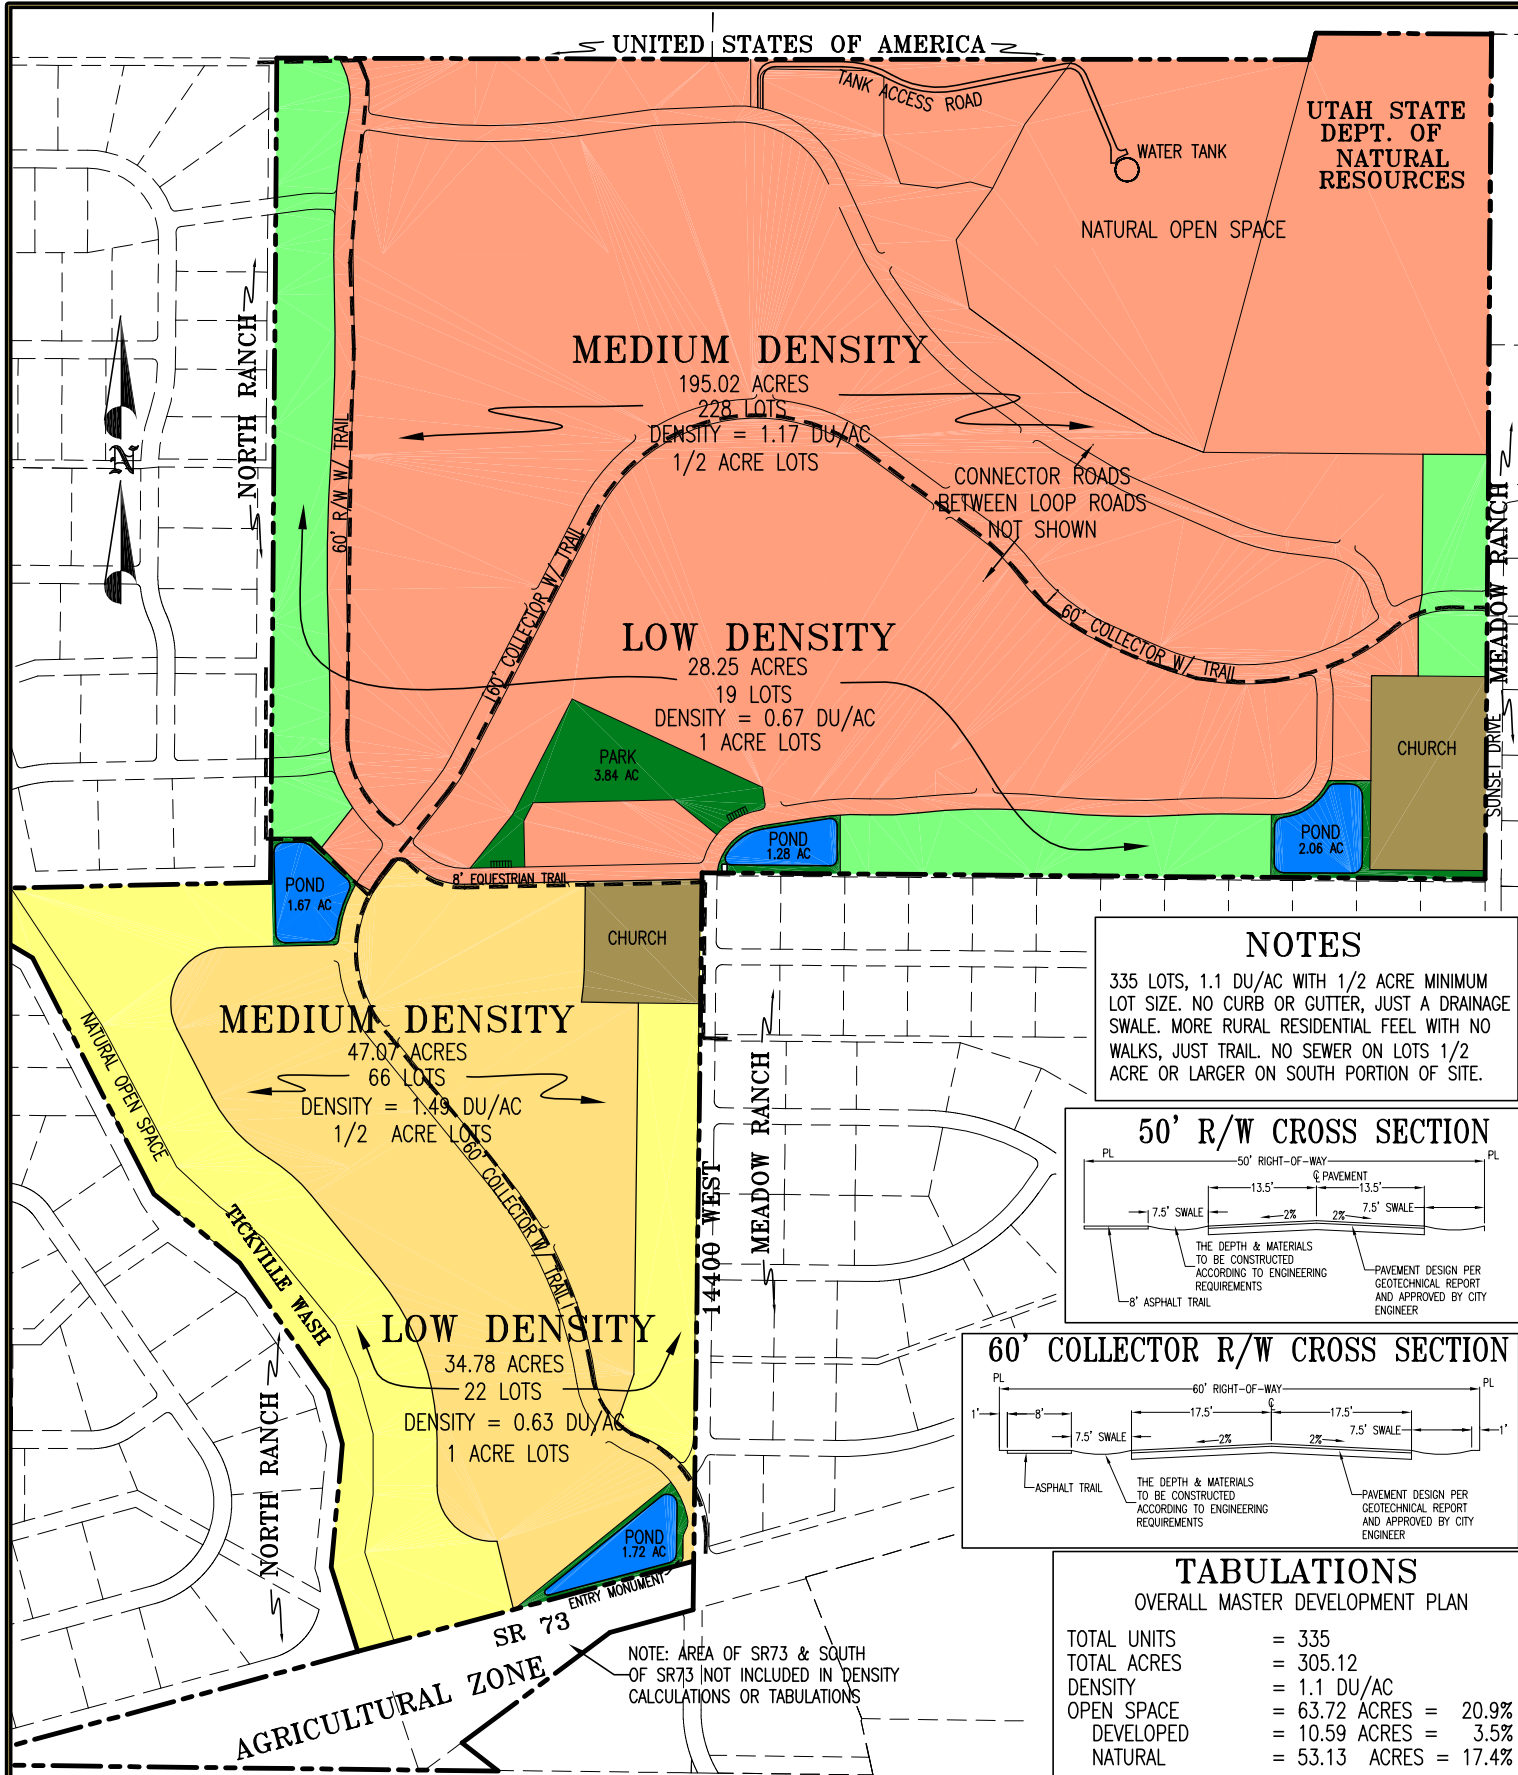 UNITED STATES OF AMERICA
TANK ACCESS ROAD
WATER TANK
UTAH STATE
DEPT. OF
NATURAL
RESOURCES
NATURAL OPEN SPACE
NORTH RANCH
N
60' R/W W/ TRAIL
MEDIUM DENSITY
195.02 ACRES
228 LOTS
DENSITY = 1.17 DU/AC
1/2 ACRE LOTS
CONNECTOR ROADS
BETWEEN LOOP ROADS
NOT SHOWN
60' COLLECTOR W/ TRAIL
60' COLLECTOR W/ TRAIL
MEADOW RANCH
SUNSET DRIVE
LOW DENSITY
28.25 ACRES
19 LOTS
DENSITY = 0.67 DU/AC
1 ACRE LOTS
PARK
3.84 AC
CHURCH
POND
1.28 AC
POND
2.06 AC
POND
1.67 AC
8' EQUESTRIAN TRAIL
CHURCH
MEDIUM DENSITY
47.07 ACRES
66 LOTS
DENSITY = 1.49 DU/AC
1/2 ACRE LOTS
NATURAL OPEN SPACE
TICKVILLE WASH
60' COLLECTOR W/ TRAIL
14400 WEST
MEADOW RANCH
LOW DENSITY
34.78 ACRES
22 LOTS
DENSITY = 0.63 DU/AC
1 ACRE LOTS
NORTH RANCH
POND
1.72 AC
ENTRY MONUMENT
SR 73
AGRICULTURAL ZONE
NOTE: AREA OF SR73 & SOUTH
OF SR73 NOT INCLUDED IN DENSITY
CALCULATIONS OR TABULATIONS
NOTES
335 LOTS, 1.1 DU/AC WITH 1/2 ACRE MINIMUM
LOT SIZE. NO CURB OR GUTTER, JUST A DRAINAGE
SWALE. MORE RURAL RESIDENTIAL FEEL WITH NO
WALKS, JUST TRAIL. NO SEWER ON LOTS 1/2
ACRE OR LARGER ON SOUTH PORTION OF SITE.
50' R/W CROSS SECTION
PL
50' RIGHT-OF-WAY
PL
℄ PAVEMENT
13.5'
13.5'
7.5' SWALE
2%
2%
7.5' SWALE
THE DEPTH & MATERIALS
TO BE CONSTRUCTED
ACCORDING TO ENGINEERING
REQUIREMENTS
PAVEMENT DESIGN PER
GEOTECHNICAL REPORT
AND APPROVED BY CITY
ENGINEER
8' ASPHALT TRAIL
60' COLLECTOR R/W CROSS SECTION
PL
60' RIGHT-OF-WAY
PL
℄
1'
8'
17.5'
17.5'
1'
7.5' SWALE
2%
2%
7.5' SWALE
ASPHALT TRAIL
THE DEPTH & MATERIALS
TO BE CONSTRUCTED
ACCORDING TO ENGINEERING
REQUIREMENTS
PAVEMENT DESIGN PER
GEOTECHNICAL REPORT
AND APPROVED BY CITY
ENGINEER
TABULATIONS
OVERALL MASTER DEVELOPMENT PLAN
TOTAL UNITS = 335
TOTAL ACRES = 305.12
DENSITY = 1.1 DU/AC
OPEN SPACE = 63.72 ACRES = 20.9%
DEVELOPED = 10.59 ACRES = 3.5%
NATURAL = 53.13 ACRES = 17.4%